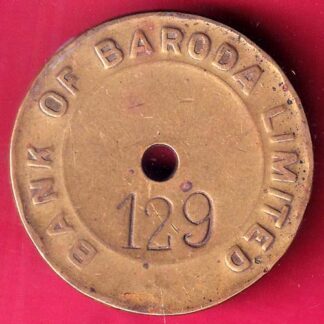 BANK OF BARODA LIMITED
129